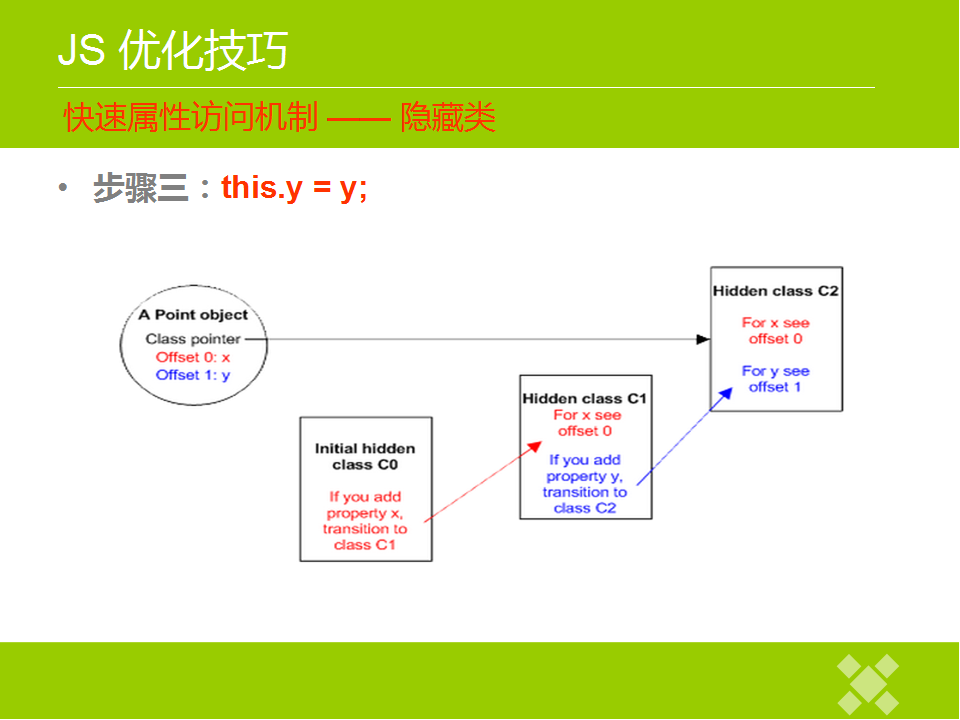 JS 优化技巧
快速属性访问机制 —— 隐藏类
• 步骤三：this.y = y;
A Point object
Class pointer
Offset 0: x
Offset 1: y
Initial hidden
class C0
If you add
property x,
transition to
class C1
Hidden class C1
For x see
offset 0
If you add
property y,
transition to
class C2
Hidden class C2
For x see
offset 0
For y see
offset 1